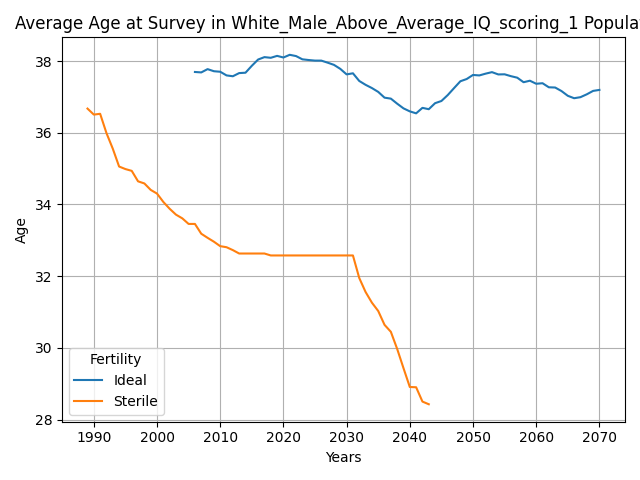 Average Age at Survey in White_Male_Above_Average_IQ_scoring_1 Popula
38
36
34
32
30
28
Age
Fertility
Ideal
Sterile
1990 2000 2010 2020 2030 2040 2050 2060 2070
Years